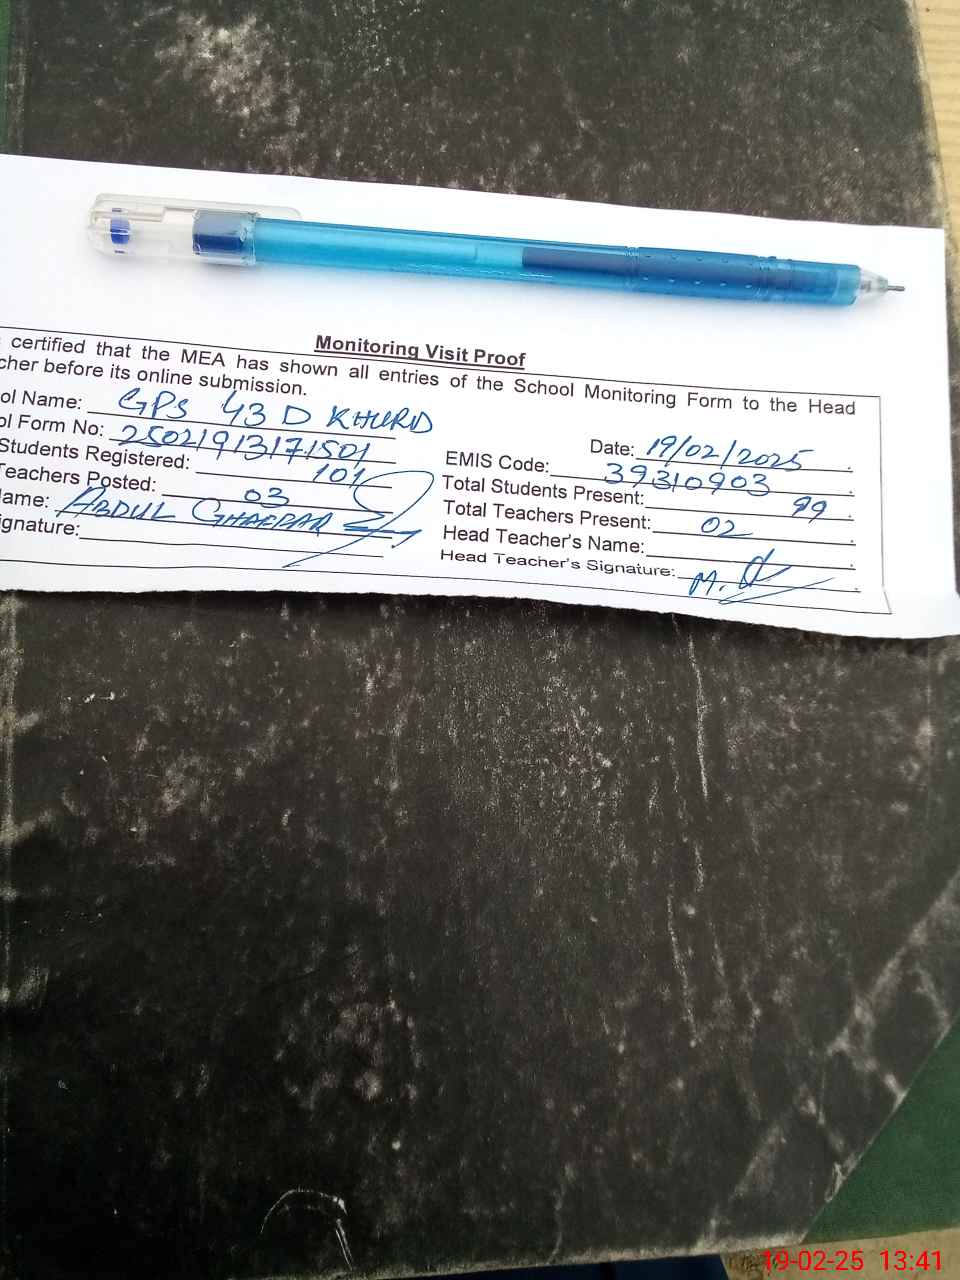 Monitoring Visit Proof
certified that the MEA has shown all entries of the School Monitoring Form to the Head
cher before its online submission.
ol Name: GPS 43 D KHURD
Date: 19/02/2025
ol Form No: 25021913171501
EMIS Code: 39310903
Students Registered: 101
Total Students Present: 99
Teachers Posted: 03
Total Teachers Present: 02
ame: ABDUL GHAFFAR
Head Teacher's Name:
ignature:
Head Teacher's Signature: M.
19-02-25 13:41